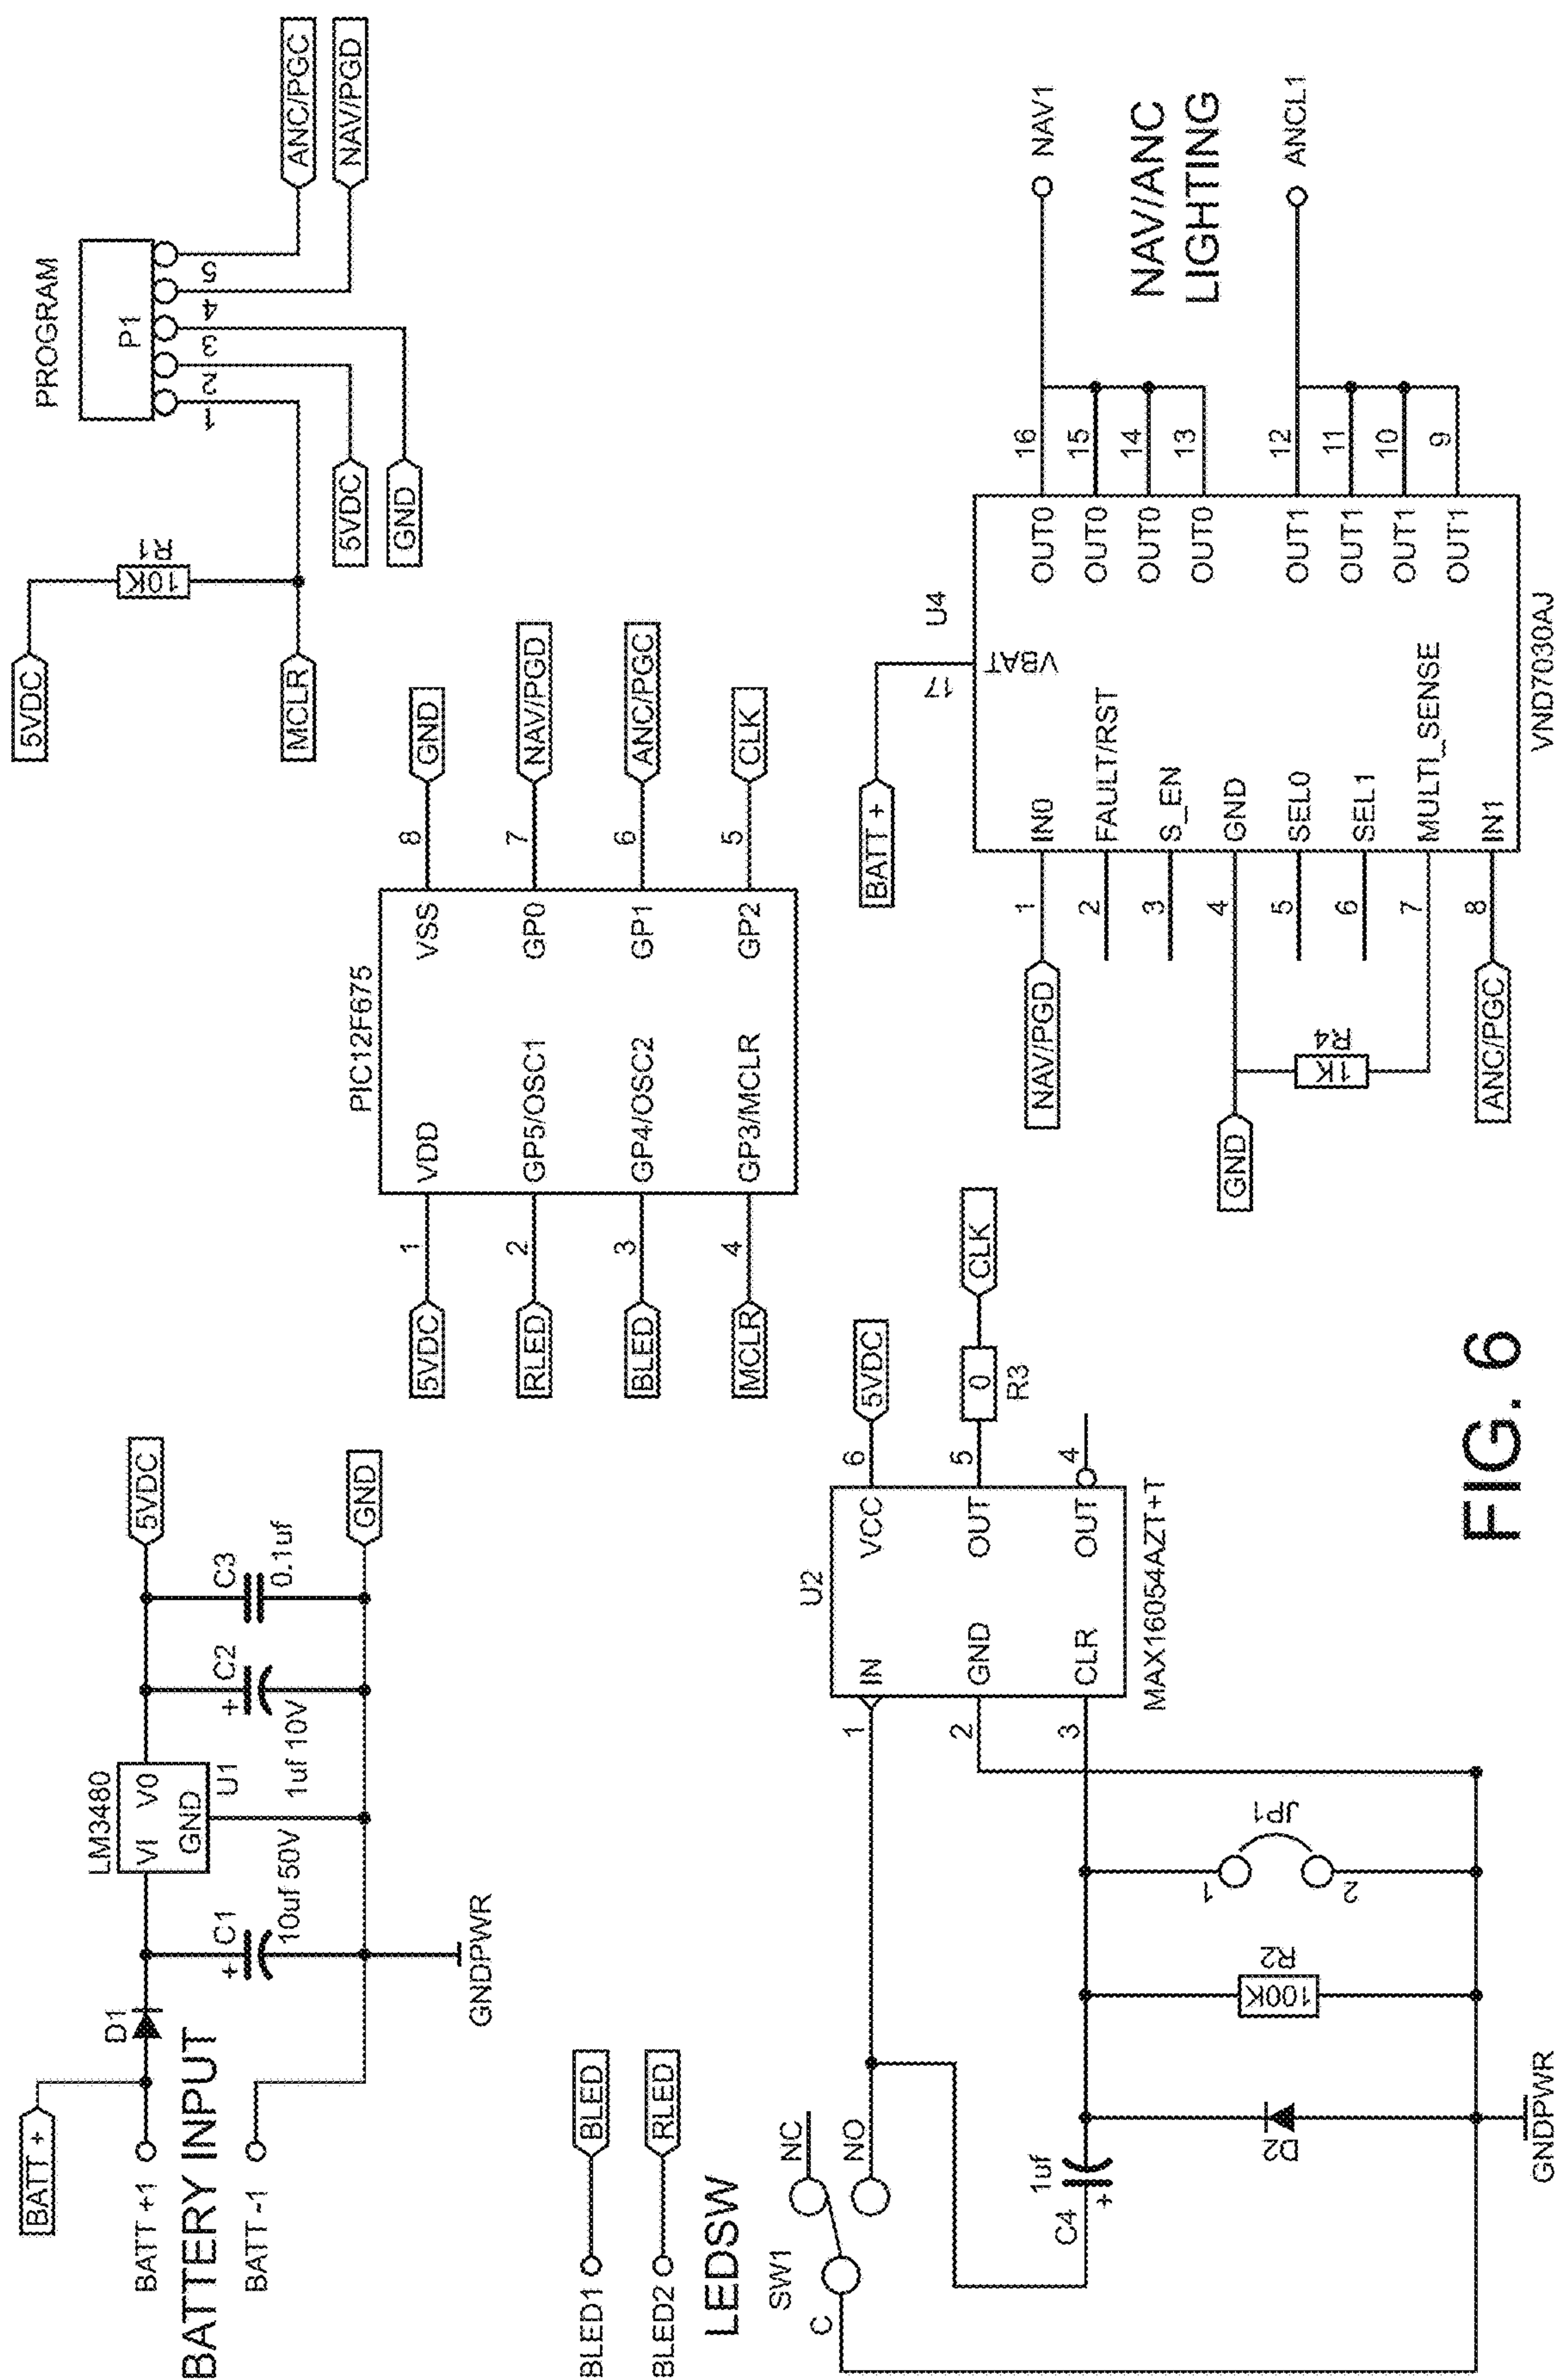 BATT +
BATT +1
D1
BATTERY INPUT
BATT -1
LM3480
VI V0
GND
U1
+ C1
10uf 50V
+ C2
1uf 10V
C3
0.1uf
5VDC
GND
GNDPWR
5VDC
R1
10K
MCLR
PROGRAM
P1
1 2 3 4 5
5VDC
GND
ANC/PGC
NAV/PGD
PIC12F675
5VDC 1 VDD
RLED 2 GP5/OSC1
BLED 3 GP4/OSC2
MCLR 4 GP3/MCLR
VSS 8 GND
GP0 7 NAV/PGD
GP1 6 ANC/PGC
GP2 5 CLK
BLED1 BLED
BLED2 RLED
LEDSW
SW1
NC
NO
C
C4
1uf
+
D2
R2
100K
JP1
1
2
GNDPWR
U2
1 IN
2 GND
3 CLR
VCC 6 5VDC
OUT 5 0 CLK
R3
OUT 4
MAX16054AZT+T
BATT +
17
VBAT
U4
NAV/PGD 1 IN0
2 FAULT/RST
3 S_EN
GND 4 GND
5 SEL0
6 SEL1
7 MULTI_SENSE
ANC/PGC 8 IN1
R4
1K
OUT0 16 NAV1
OUT0 15
OUT0 14
OUT0 13
OUT1 12 ANCL1
OUT1 11
OUT1 10
OUT1 9
VND7030AJ
NAV/ANC
LIGHTING
FIG. 6